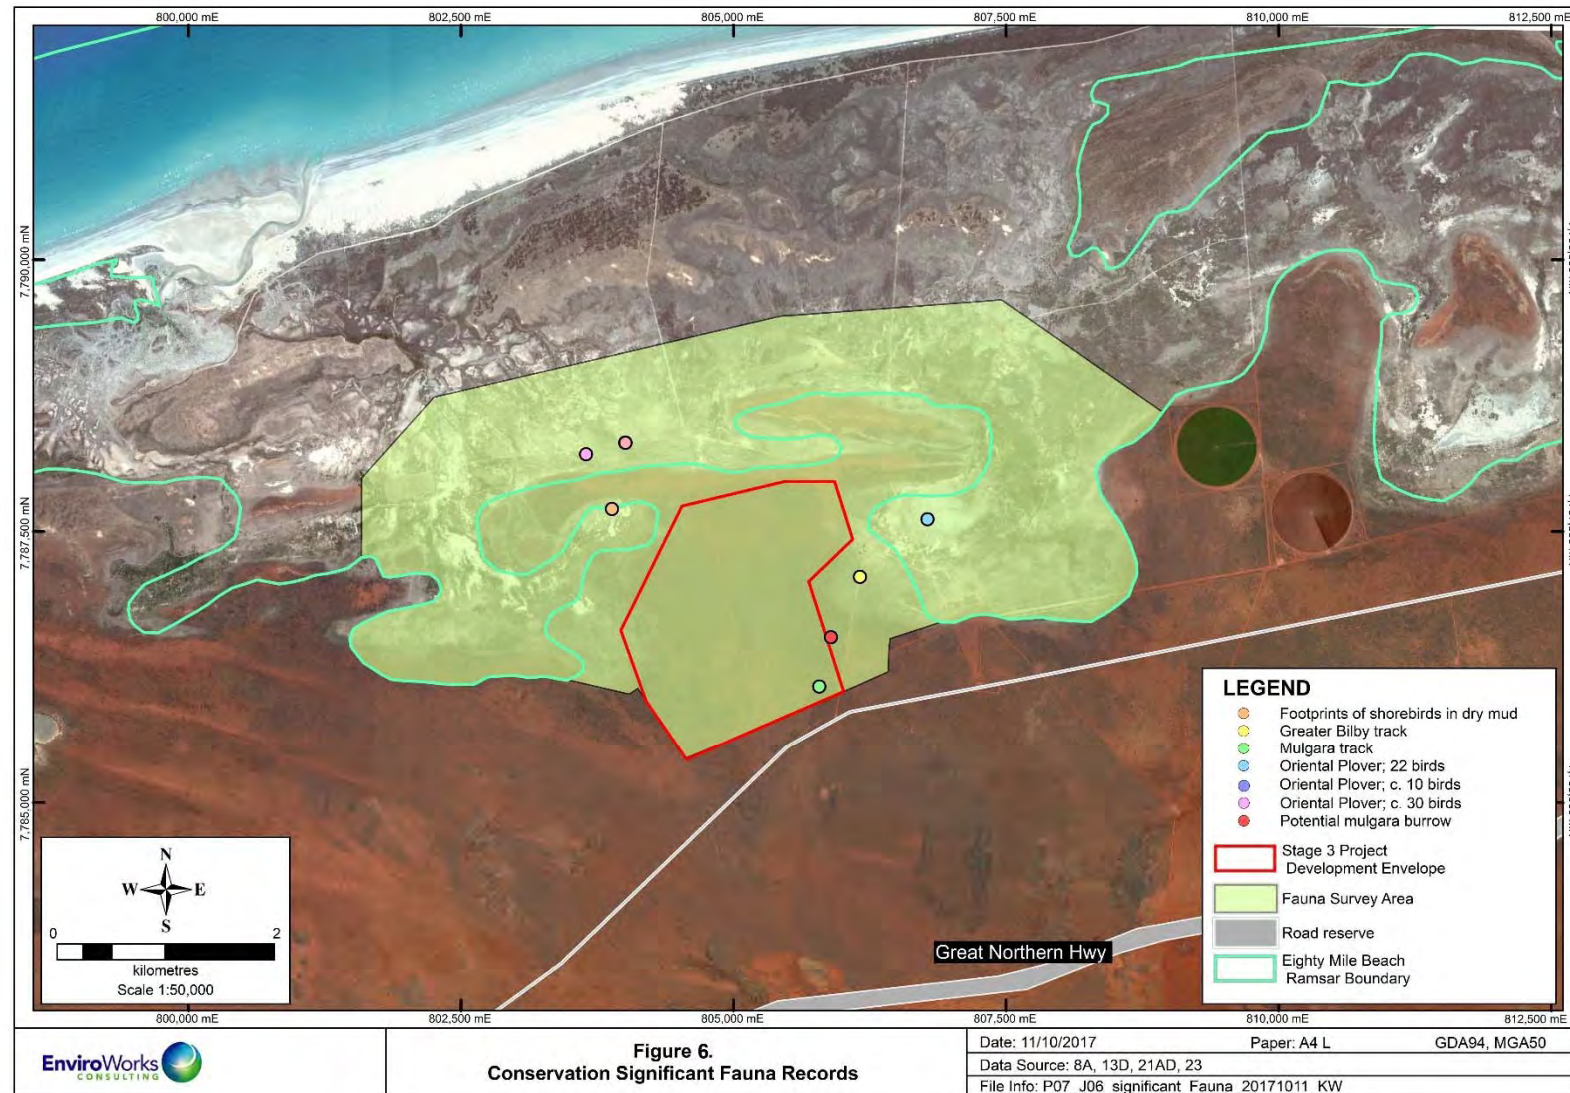 800,000 mE
802,500 mE
805,000 mE
807,500 mE
810,000 mE
812,500 mE
7,790,000 mN
7,787,500 mN
7,785,000 mN
LEGEND
Footprints of shorebirds in dry mud
Greater Bilby track
Mulgara track
Oriental Plover; 22 birds
Oriental Plover; c. 10 birds
Oriental Plover; c. 30 birds
Potential mulgara burrow
Stage 3 Project
Development Envelope
Fauna Survey Area
Road reserve
Eighty Mile Beach
Ramsar Boundary
Great Northern Hwy
N
W
E
S
0
2
kilometres
Scale 1:50,000
800,000 mE
802,500 mE
805,000 mE
807,500 mE
810,000 mE
812,500 mE
EnviroWorks
CONSULTING
Figure 6.
Conservation Significant Fauna Records
Date: 11/10/2017
Paper: A4 L
GDA94, MGA50
Data Source: 8A, 13D, 21AD, 23
File Info: P07_J06_significant_Fauna_20171011_KW